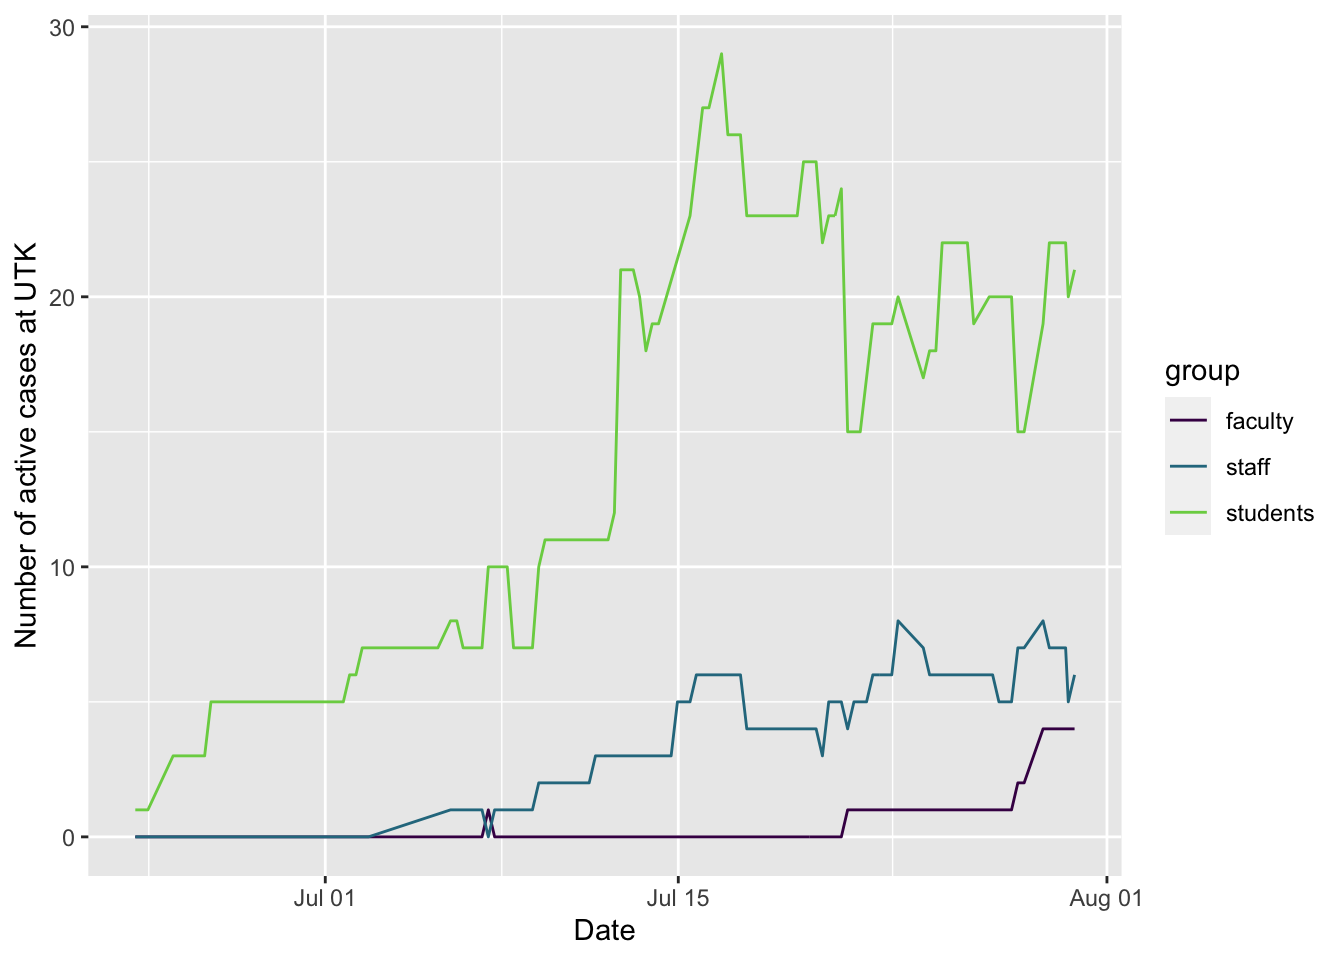 30
20
10
0
Number of active cases at UTK
Jul 01
Jul 15
Aug 01
Date
group
faculty
staff
students